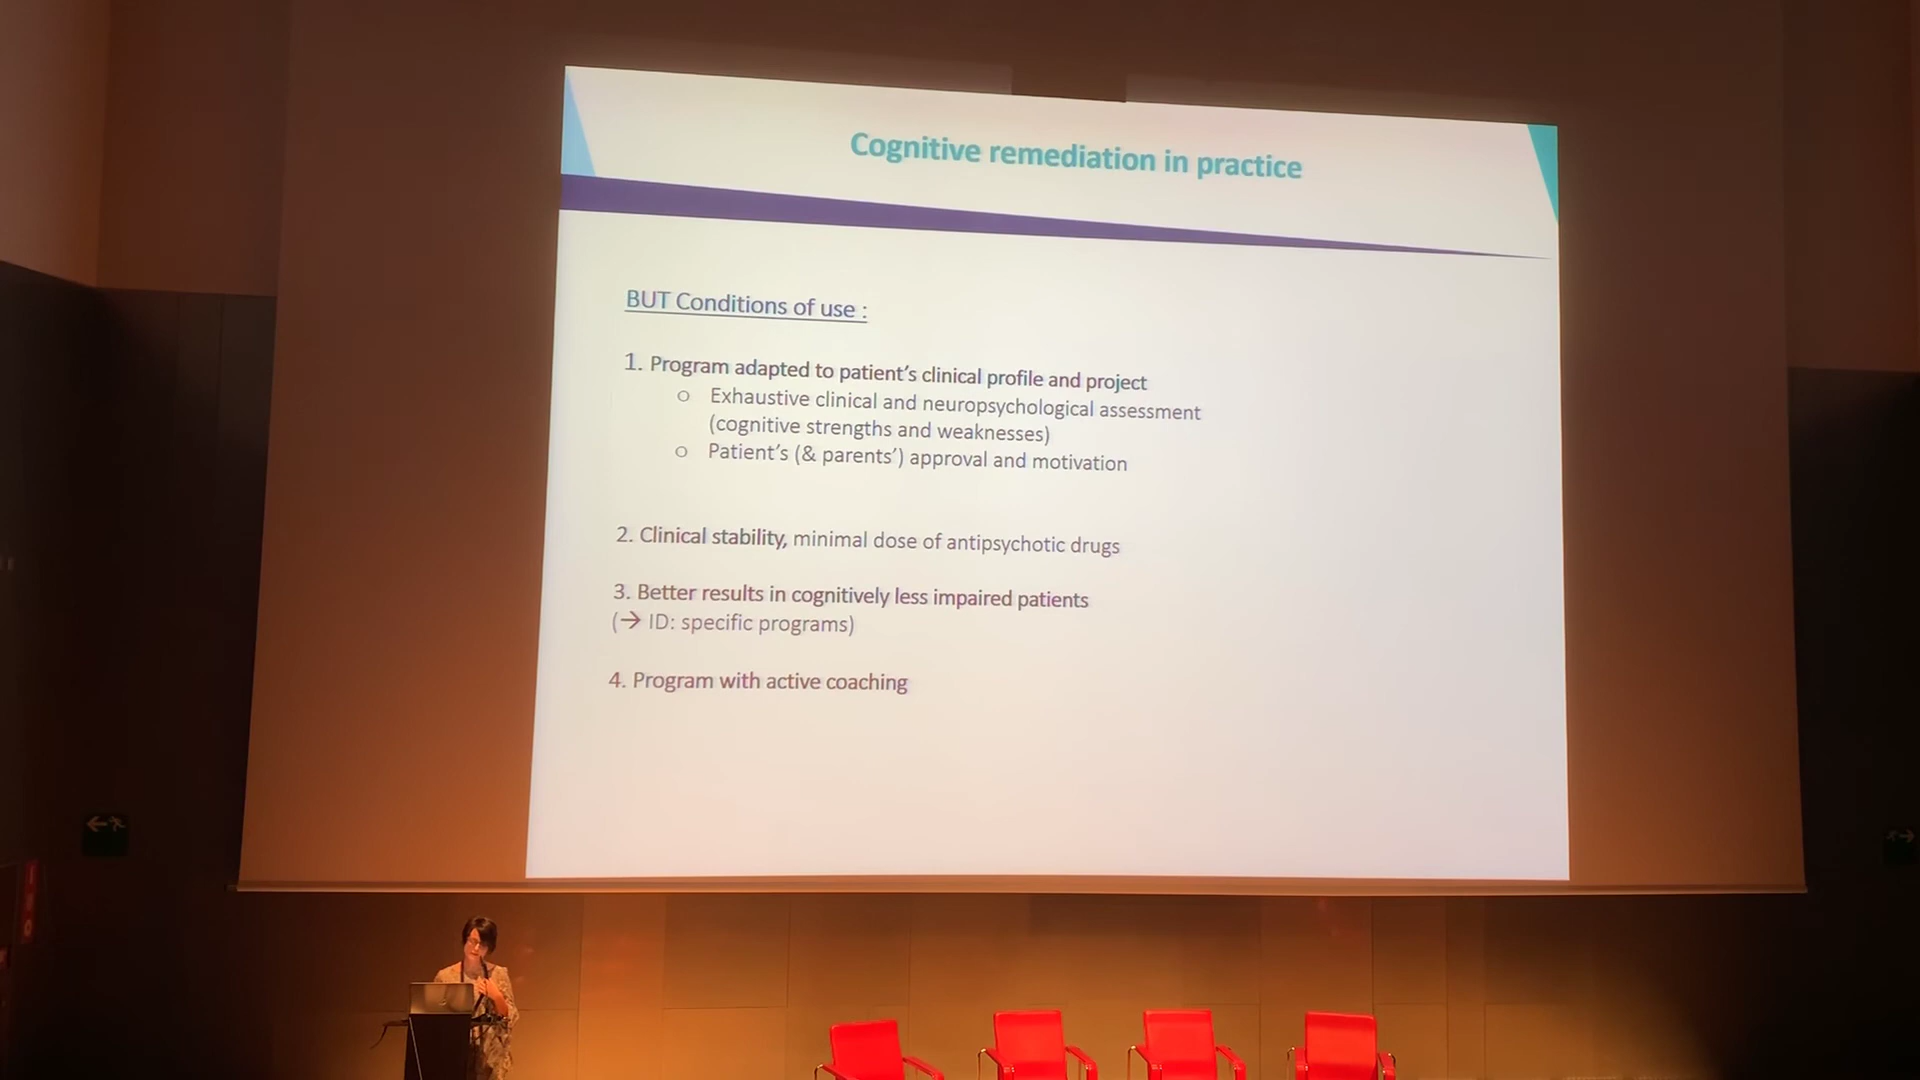 Cognitive remediation in practice
BUT Conditions of use :
1. Program adapted to patient's clinical profile and project
o Exhaustive clinical and neuropsychological assessment
(cognitive strengths and weaknesses)
o Patient's (& parents') approval and motivation
2. Clinical stability, minimal dose of antipsychotic drugs
3. Better results in cognitively less impaired patients
(→ ID: specific programs)
4. Program with active coaching